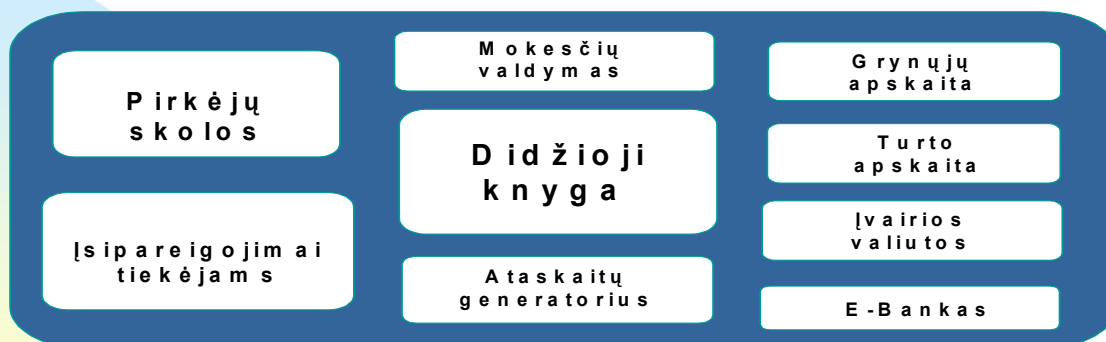 Pirkėjų
skolos
Įsipareigojimai
tiekėjams
Mokesčių
valdymas
Didžioji
knyga
Ataskaitų
generatorius
Grynųjų
apskaita
Turto
apskaita
Įvairios
valiutos
E-Bankas